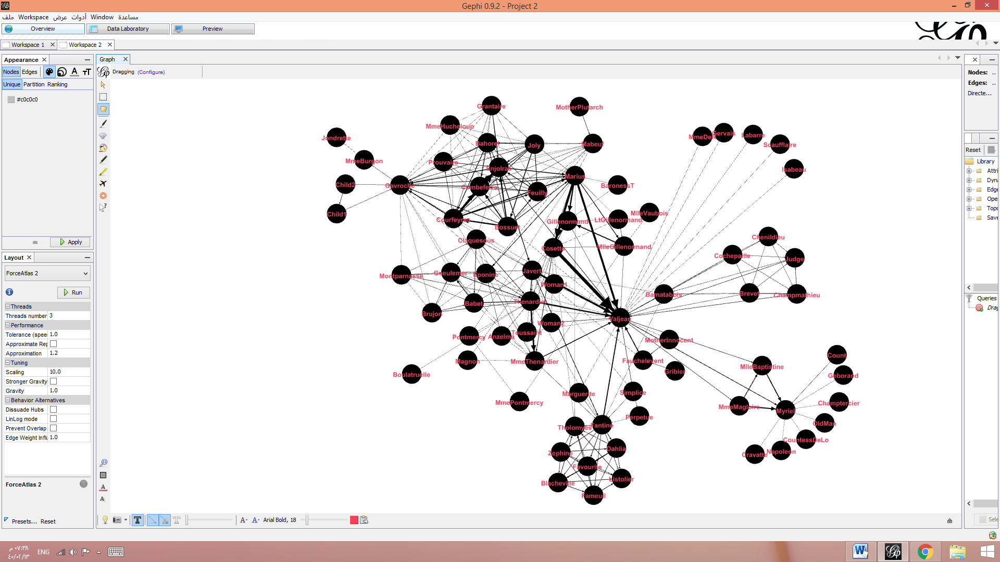 Gephi 0.9.2 - Project 2
ملف Workspace عرض أدوات Window مساعدة
Overview Data Laboratory Preview
Workspace 1 Workspace 2
Appearance
Nodes Edges
Unique Partition Ranking
#c0c0c0
Apply
Layout
ForceAtlas 2
Run
Threads
Threads number 3
Performance
Tolerance (spee 1.0
Approximate Rep
Approximation 1.2
Tuning
Scaling 10.0
Stronger Gravity
Gravity 1.0
Behavior Alternatives
Dissuade Hubs
LinLog mode
Prevent Overlap
Edge Weight Influ 1.0
ForceAtlas 2
Presets... Reset
Graph
Dragging (Configure)
Grantaire
MotherPlutarch
MmeHucheloup
Jondrette
Bahorel
Joly
Mabeuf
MmeDeR
Gervais
Labarre
Scaufflaire
MmeBurgon
Prouvaire
Enjolras
Isabeau
Marius
Child2
Gavroche
Combeferre
Feuilly
BaronessT
Child1
Courfeyrac
Bossuet
Gillenormand
LtGillenormand
MlleVaubois
Claquesous
Cosette
MlleGillenormand
Chenildieu
Cochepaille
Judge
Montparnasse
Gueulemer
Eponine
Javert
Woman1
Bamatabois
Brevet
Champmathieu
Babet
Thenardier
Brujon
Valjean
Woman2
Pontmercy
Anzelma
Toussaint
MotherInnocent
Magnon
MmeThenardier
Fauchelevent
Gribier
Boulatruelle
MlleBaptistine
Count
Geborand
Marguerite
Simplice
MmePontmercy
MmeMagloire
Myriel
Champtercier
Perpetue
OldMan
Tholomyes
Fantine
CountessDeLo
Zephine
Dahlia
Cravatte
Napoleon
Favourite
Blacheville
Listolier
Fameuil
Arial Bold, 18
Nodes: ..
Edges: ..
Directe...
Reset
Library
Attri
Dyna
Edge
Oper
Topo
Save
Queries
Drag
Sele
٠٧:٣٨ م
ENG
٤٠/٠٢/١٣